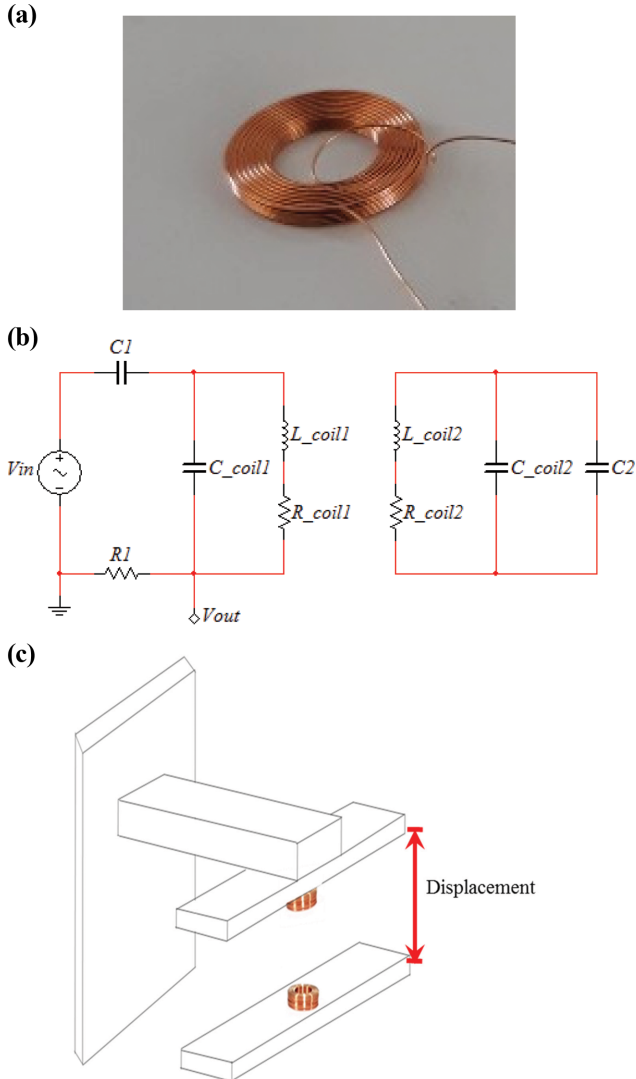 (a)
(b)
C1
L_coil1
L_coil2
Vin
C_coil1
C_coil2
C2
R_coil1
R_coil2
R1
Vout
(c)
Displacement